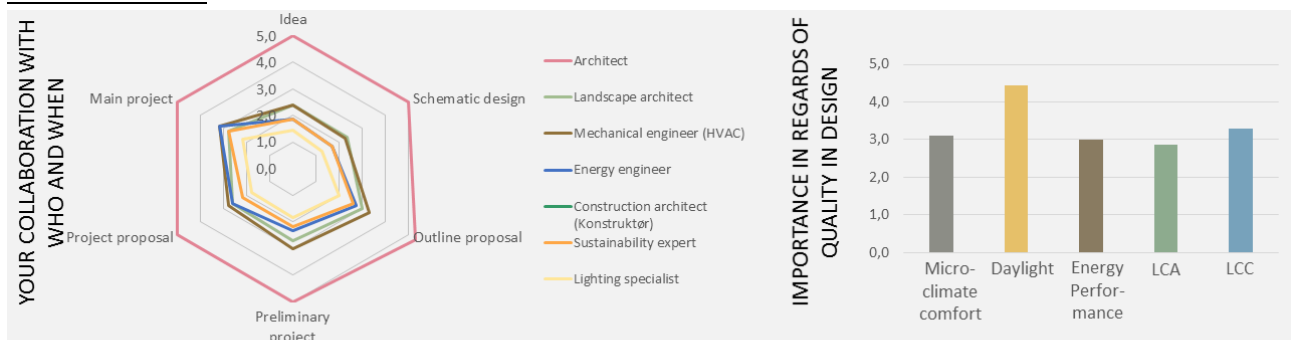 YOUR COLLABORATION WITH
WHO AND WHEN
Idea
5,0
4,0
3,0
2,0
1,0
0,0
Schematic design
Outline proposal
Preliminary
project
Project proposal
Main project
Architect
Landscape architect
Mechanical engineer (HVAC)
Energy engineer
Construction architect
(Konstruktør)
Sustainability expert
Lighting specialist
IMPORTANCE IN REGARDS OF
QUALITY IN DESIGN
5,0
4,0
3,0
2,0
1,0
0,0
Micro-
climate
comfort
Daylight
Energy
Perfor-
mance
LCA
LCC